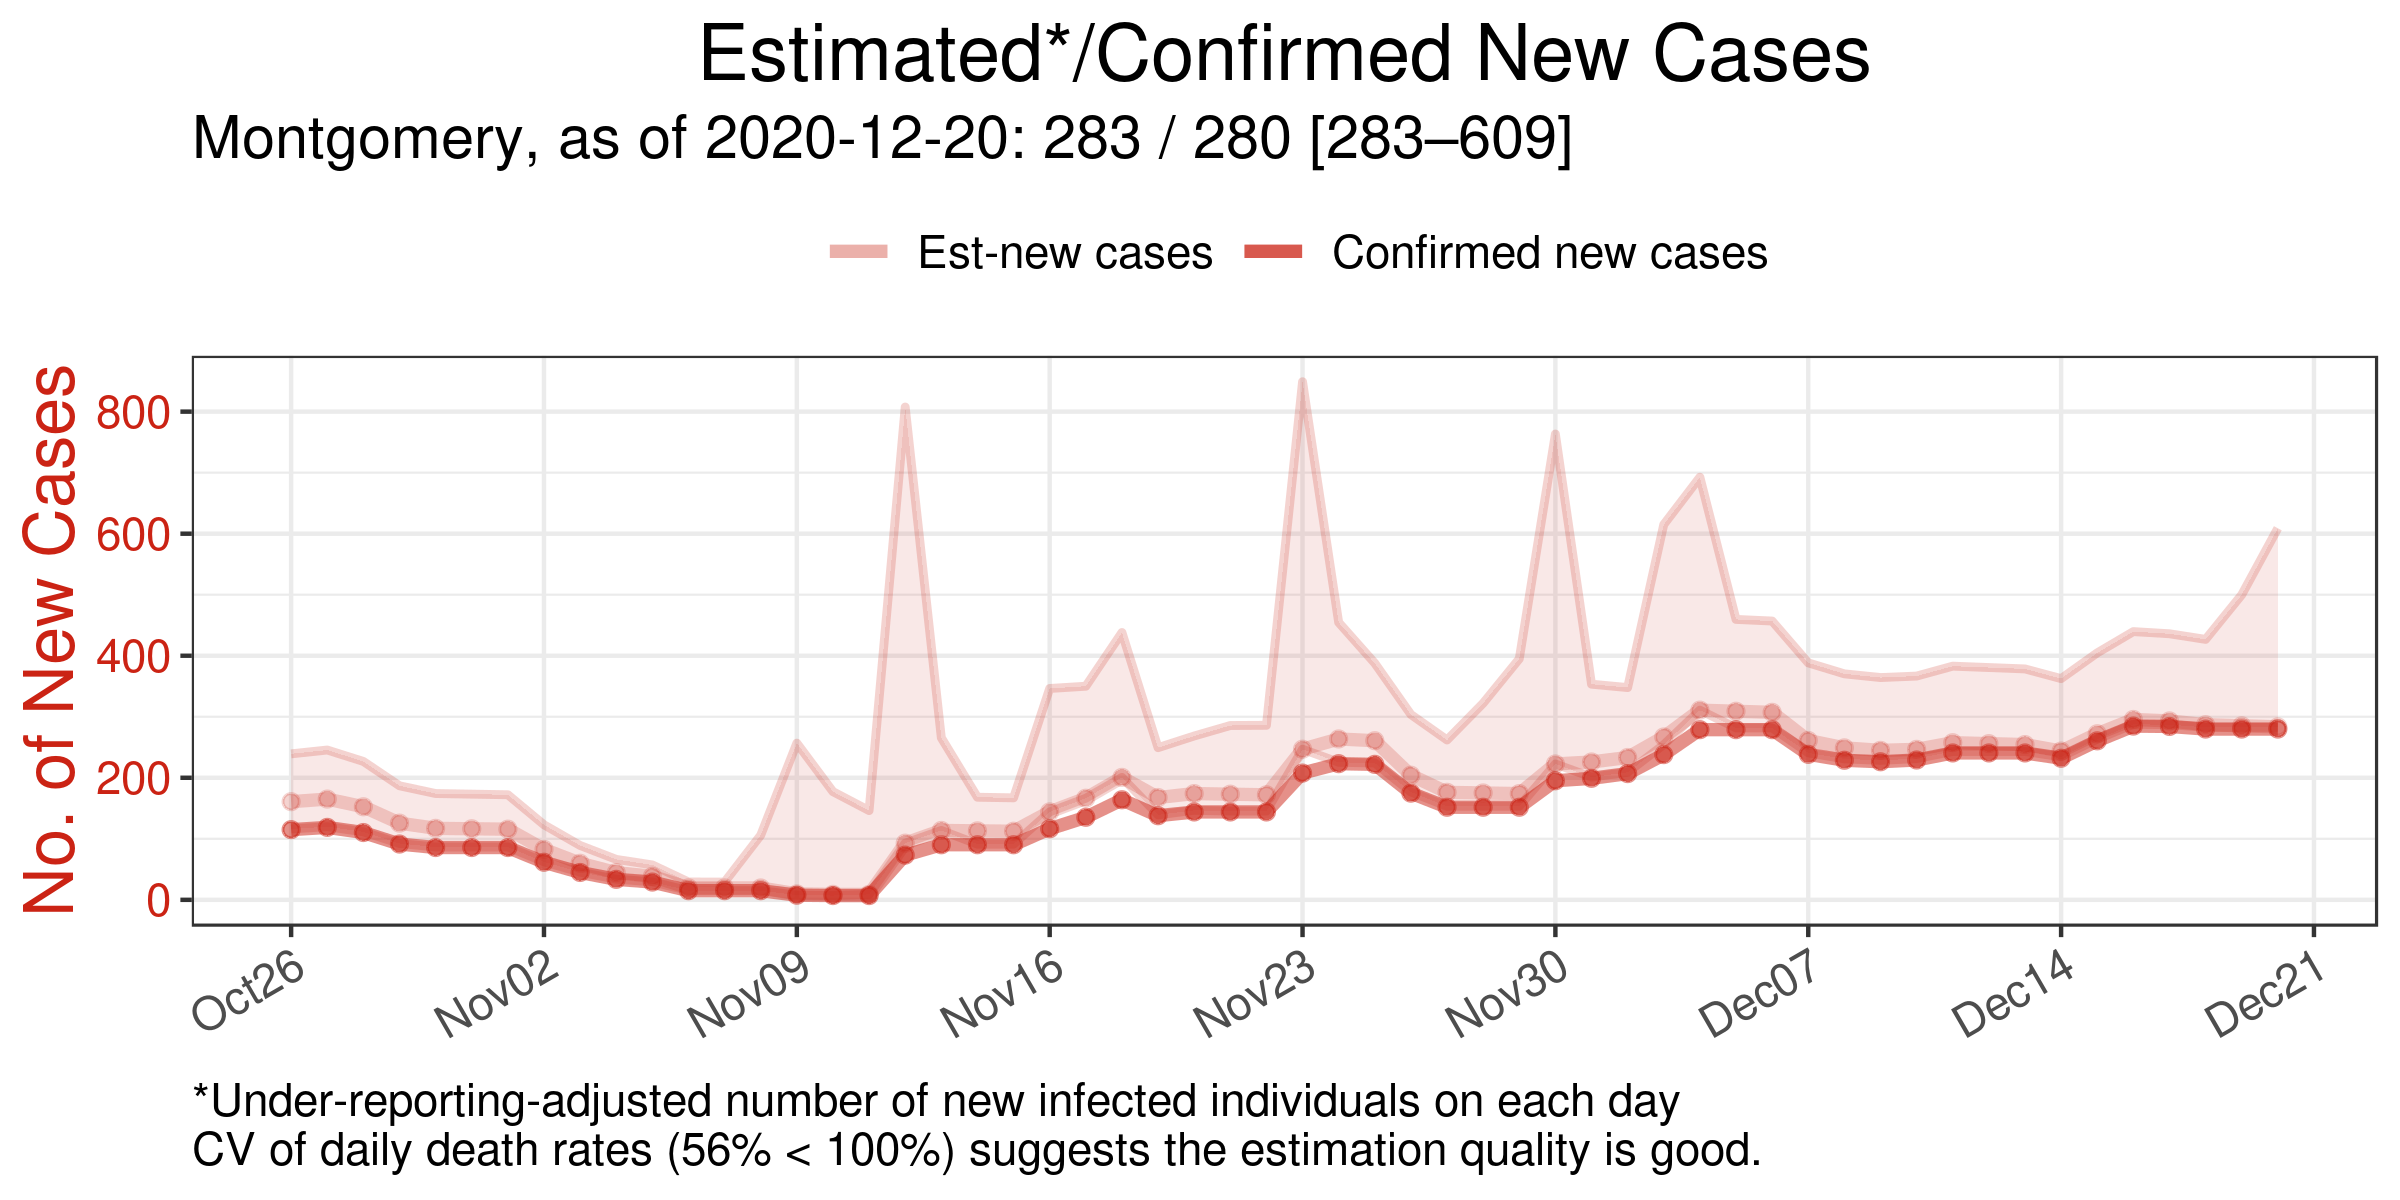 Estimated*/Confirmed New Cases
Montgomery, as of 2020-12-20: 283 / 280 [283–609]
Est-new cases
Confirmed new cases
No. of New Cases
800
600
400
200
0
Oct26
Nov02
Nov09
Nov16
Nov23
Nov30
Dec07
Dec14
Dec21
*Under-reporting-adjusted number of new infected individuals on each day
CV of daily death rates (56% < 100%) suggests the estimation quality is good.